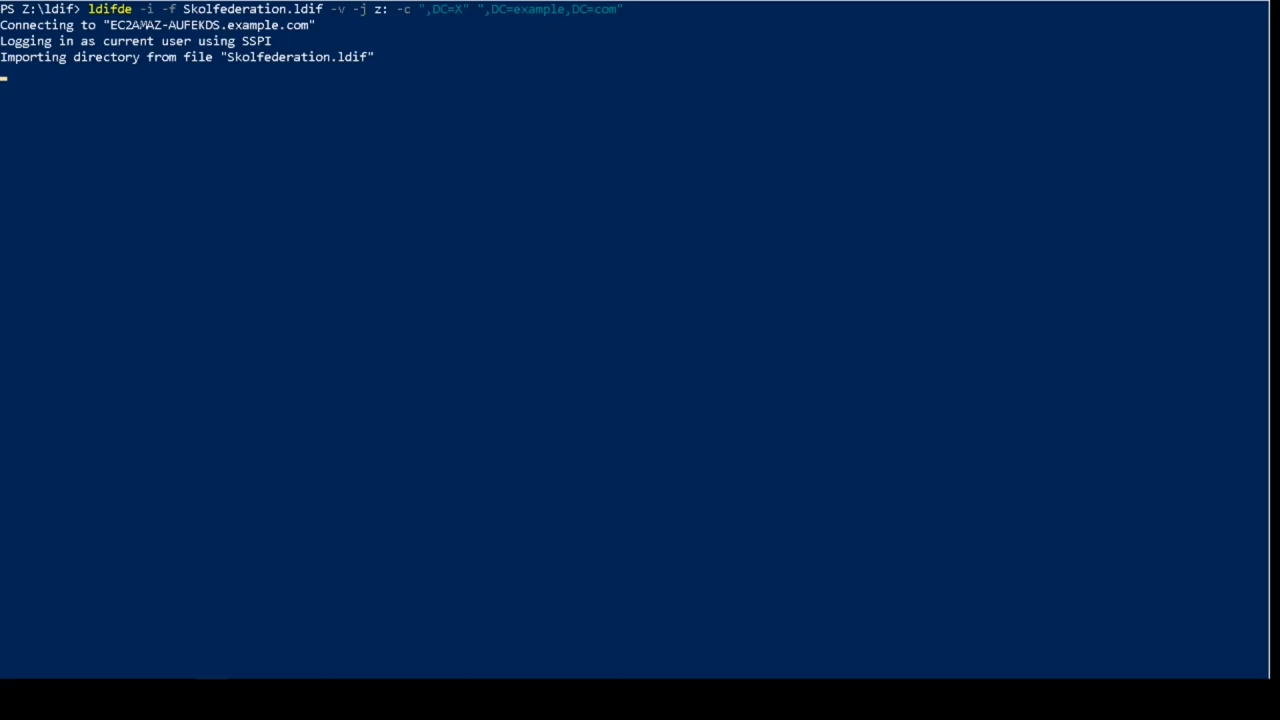 PS Z:\ldif> ldifde -i -f Skolfederation.ldif -v -j z: -c ",DC=X" ",DC=example,DC=com"
Connecting to "EC2AMAZ-AUFEKDS.example.com"
Logging in as current user using SSPI
Importing directory from file "Skolfederation.ldif"